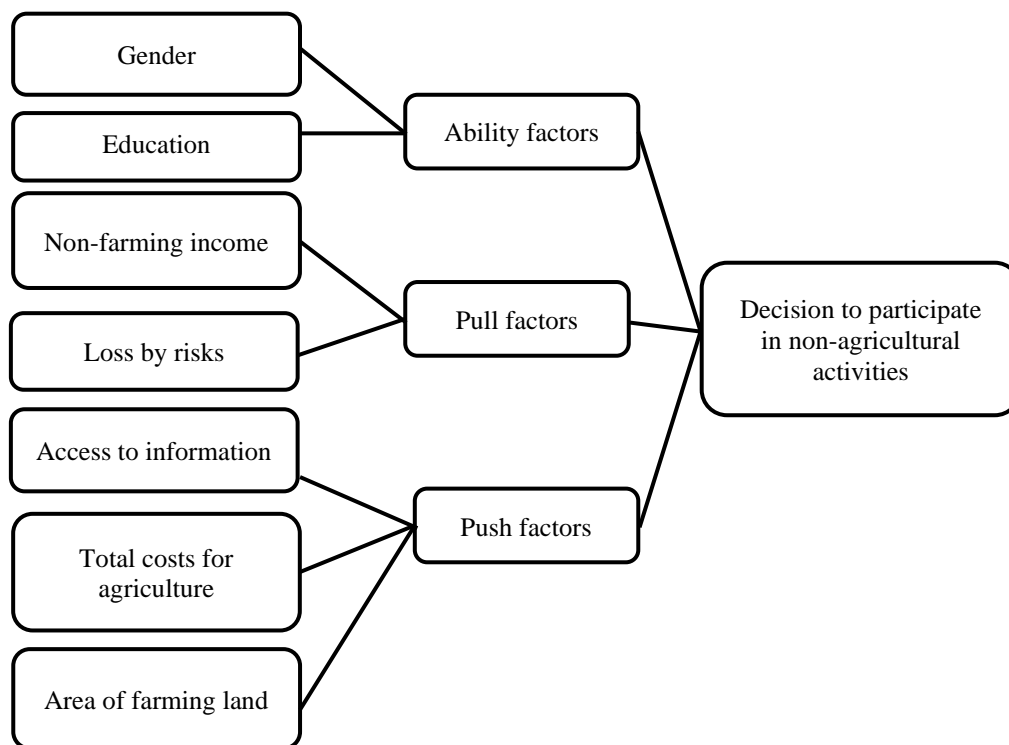 Gender
Education
Non-farming income
Loss by risks
Access to information
Total costs for
agriculture
Area of farming land
Ability factors
Pull factors
Push factors
Decision to participate
in non-agricultural
activities